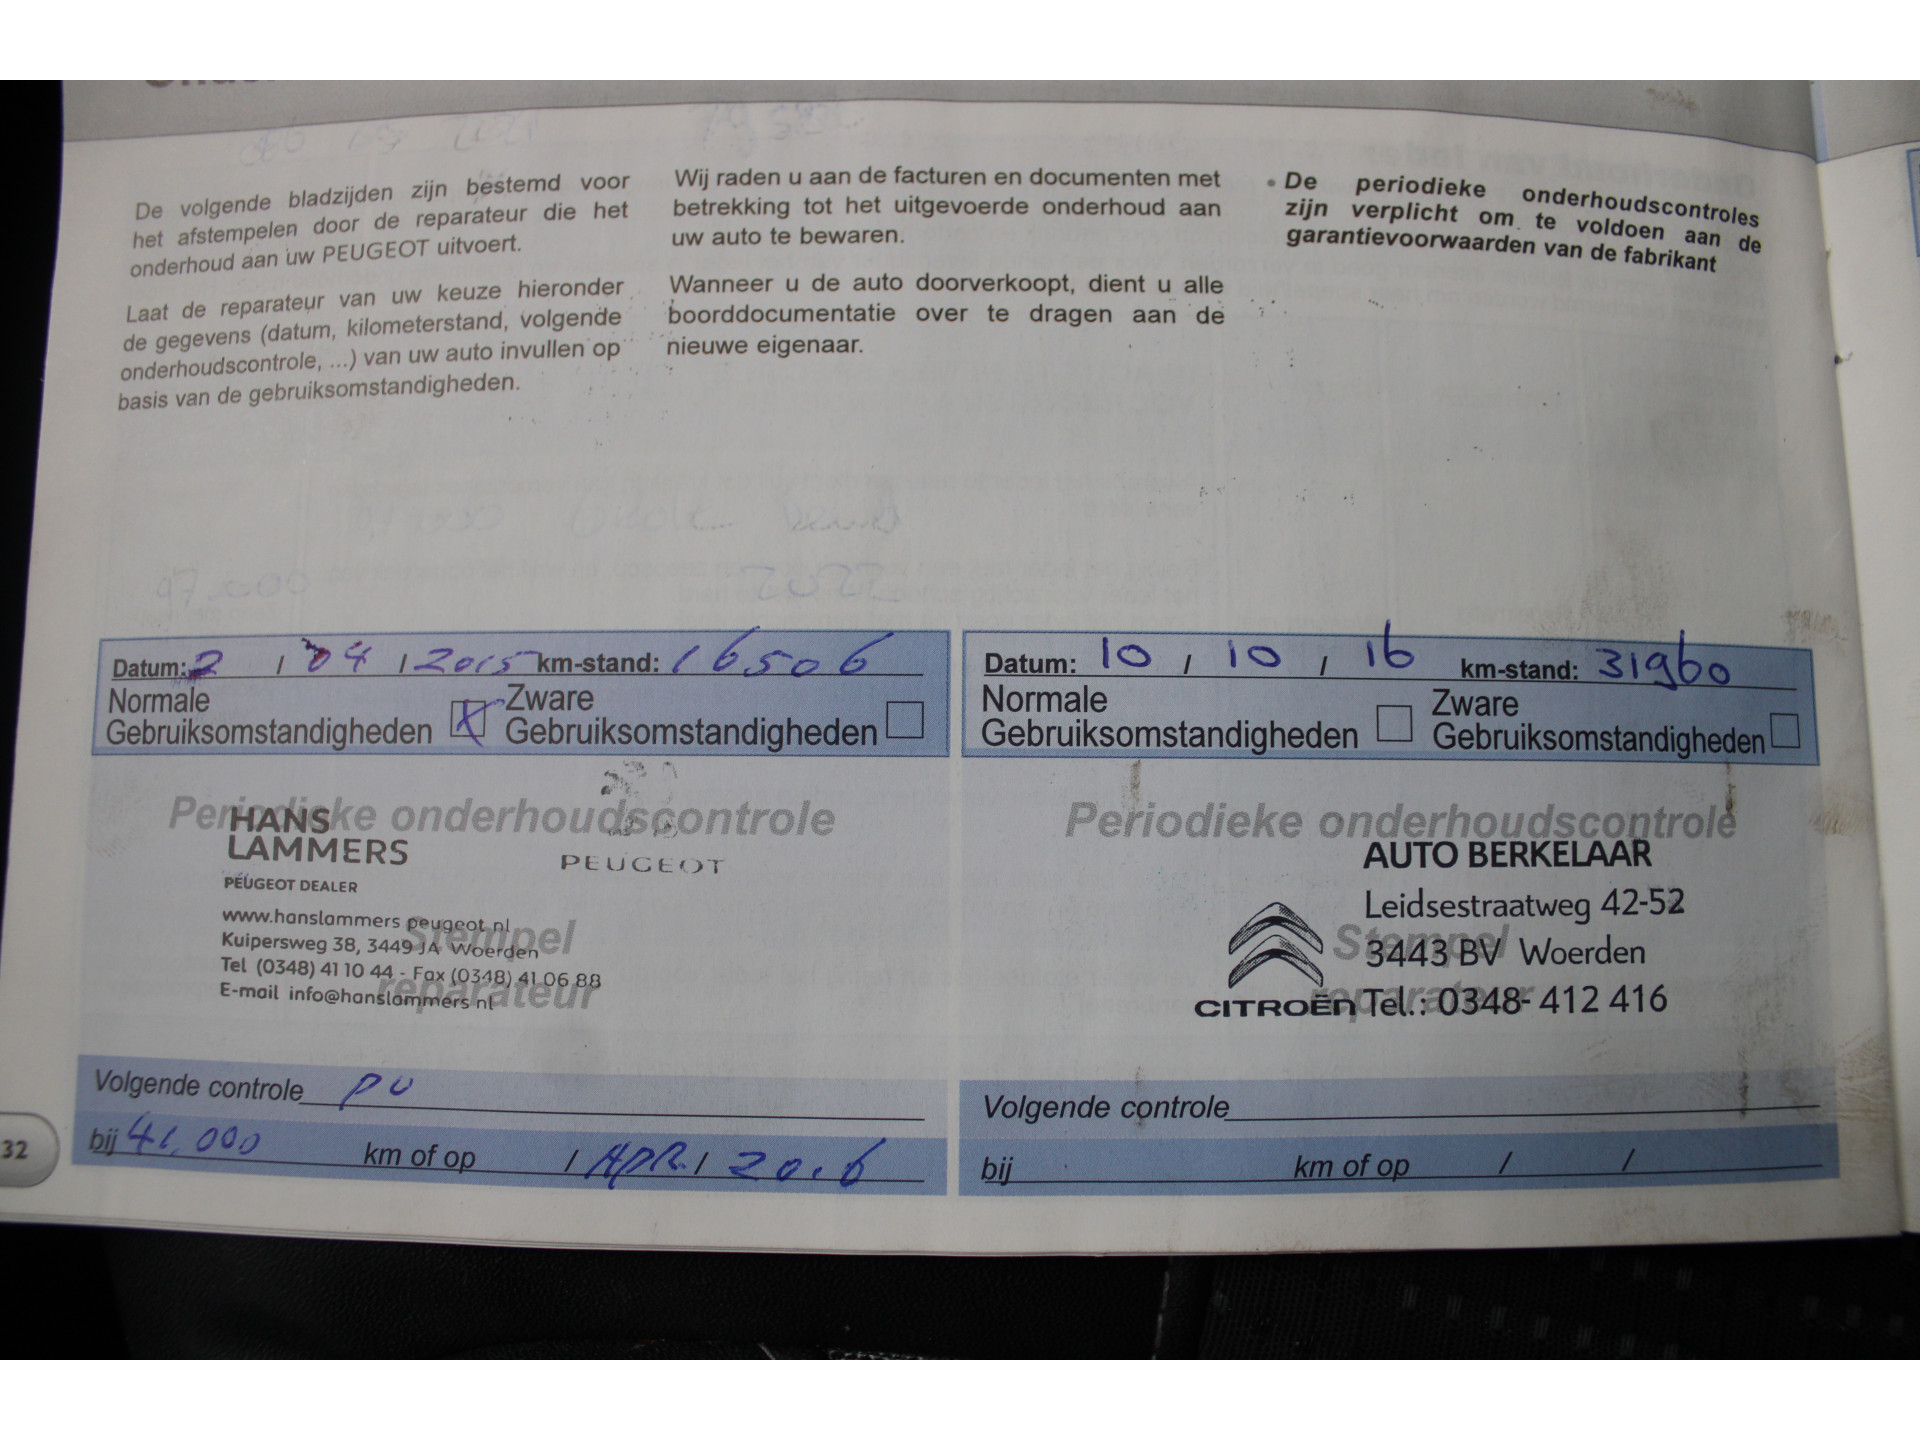 De volgende bladzijden zijn bestemd voor
het afstempelen door de reparateur die het
onderhoud aan uw PEUGEOT uitvoert.
Laat de reparateur van uw keuze hieronder
de gegevens (datum, kilometerstand, volgende
onderhoudscontrole, ...) van uw auto invullen op
basis van de gebruiksomstandigheden.
Wij raden u aan de facturen en documenten met
betrekking tot het uitgevoerde onderhoud aan
uw auto te bewaren.
Wanneer u de auto doorverkoopt, dient u alle
boorddocumentatie over te dragen aan de
nieuwe eigenaar.
• De periodieke onderhoudscontroles
zijn verplicht om te voldoen aan de
garantievoorwaarden van de fabrikant
Datum: 2 / 04 / 2015 km-stand: 16506
Normale
Gebruiksomstandigheden X
Zware
Gebruiksomstandigheden
Periodieke onderhoudscontrole
HANS
LAMMERS
PEUGEOT DEALER
PEUGEOT
www.hanslammers peugeot.nl
Kuipersweg 38, 3449 JA Woerden
Tel (0348) 41 10 44 - Fax (0348) 41 06 88
E-mail info@hanslammers nl
Stempel
reparateur
Volgende controle PU
bij 41,000 km of op / APR. / 2016
Datum: 10 / 10 / 16 km-stand: 31960
Normale
Gebruiksomstandigheden
Zware
Gebruiksomstandigheden
Periodieke onderhoudscontrole
AUTO BERKELAAR
Leidsestraatweg 42-52
3443 BV Woerden
CITROËN Tel.: 0348-412 416
Stempel
reparateur
Volgende controle
bij km of op / /
32